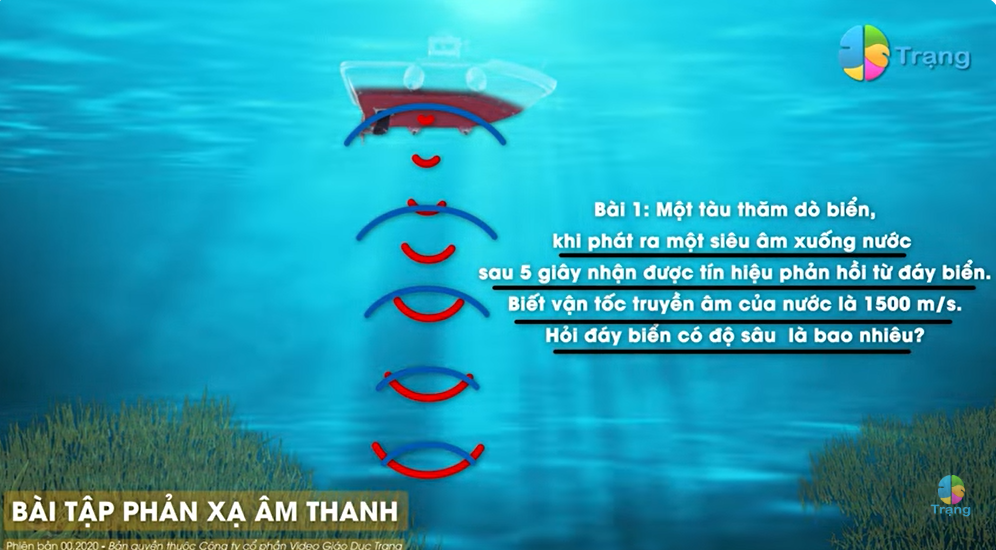 Trạng
Bài 1: Một tàu thăm dò biển,
khi phát ra một siêu âm xuống nước
sau 5 giây nhận được tín hiệu phản hồi từ đáy biển.
Biết vận tốc truyền âm của nước là 1500 m/s.
Hỏi đáy biển có độ sâu là bao nhiêu?
Trạng
BÀI TẬP PHẢN XẠ ÂM THANH
Phiên bản 00.2020 - Bản quyền thuộc Công ty cổ phần Video Giáo Dục Trạng